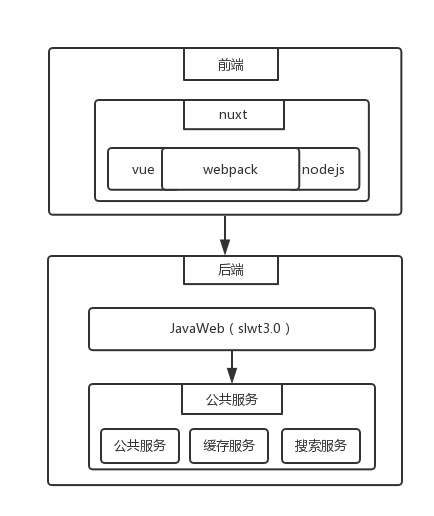 前端
nuxt
vue webpack nodejs
后端
JavaWeb（slwt3.0）
公共服务
公共服务 缓存服务 搜索服务